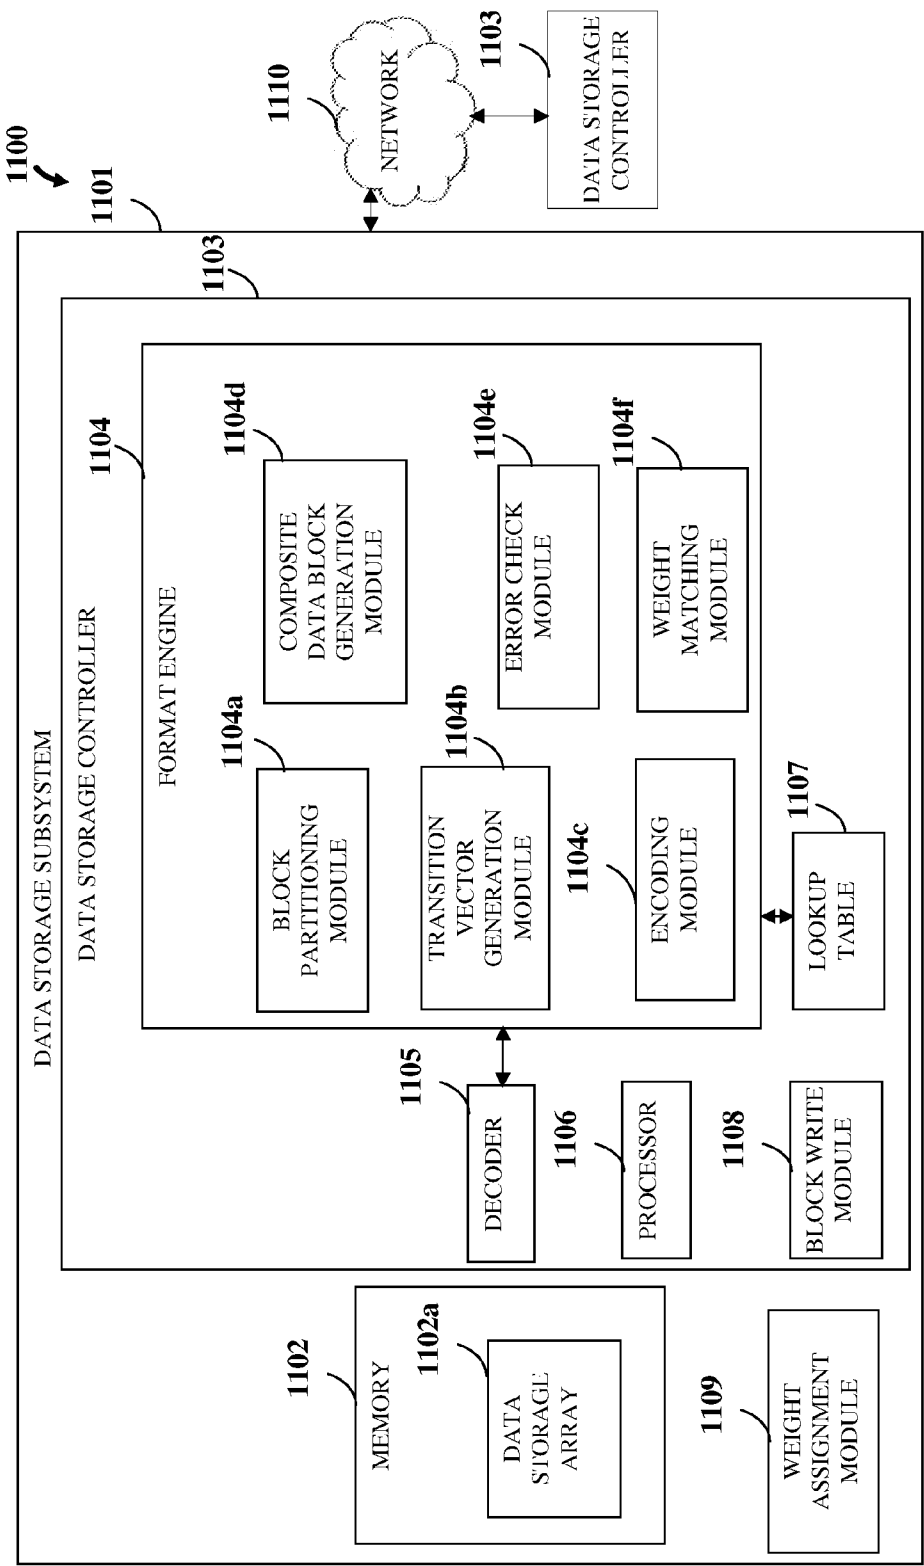 1100
1101
DATA STORAGE SUBSYSTEM
1103
DATA STORAGE CONTROLLER
1104
FORMAT ENGINE
1104a
BLOCK
PARTITIONING
MODULE
1104d
COMPOSITE
DATA BLOCK
GENERATION
MODULE
1104b
TRANSITION
VECTOR
GENERATION
MODULE
1104e
ERROR CHECK
MODULE
1104c
ENCODING
MODULE
1104f
WEIGHT
MATCHING
MODULE
1102
MEMORY
1102a
DATA
STORAGE
ARRAY
1105
DECODER
1106
PROCESSOR
1109
WEIGHT
ASSIGNMENT
MODULE
1108
BLOCK WRITE
MODULE
1107
LOOKUP
TABLE
1110
NETWORK
1103
DATA STORAGE
CONTROLLER